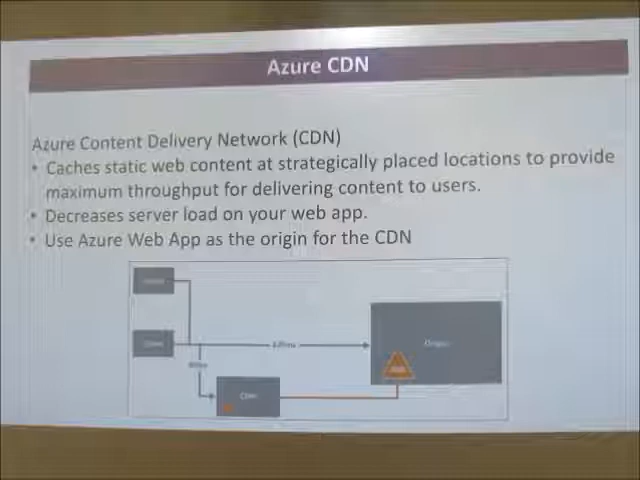 Azure CDN
Azure Content Delivery Network (CDN)
• Caches static web content at strategically placed locations to provide
maximum throughput for delivering content to users.
• Decreases server load on your web app.
• Use Azure Web App as the origin for the CDN